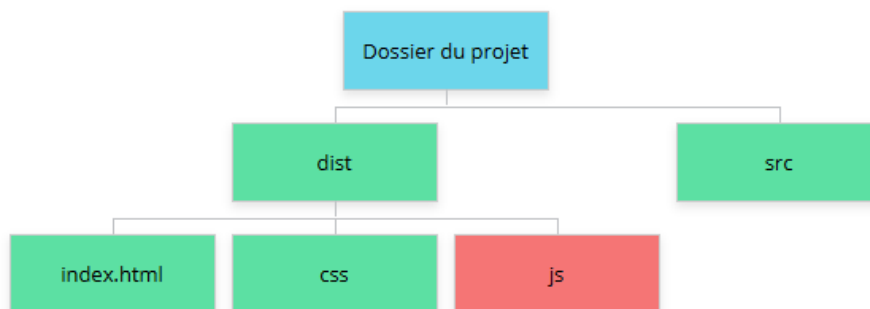 Dossier du projet
dist
src
index.html
css
js